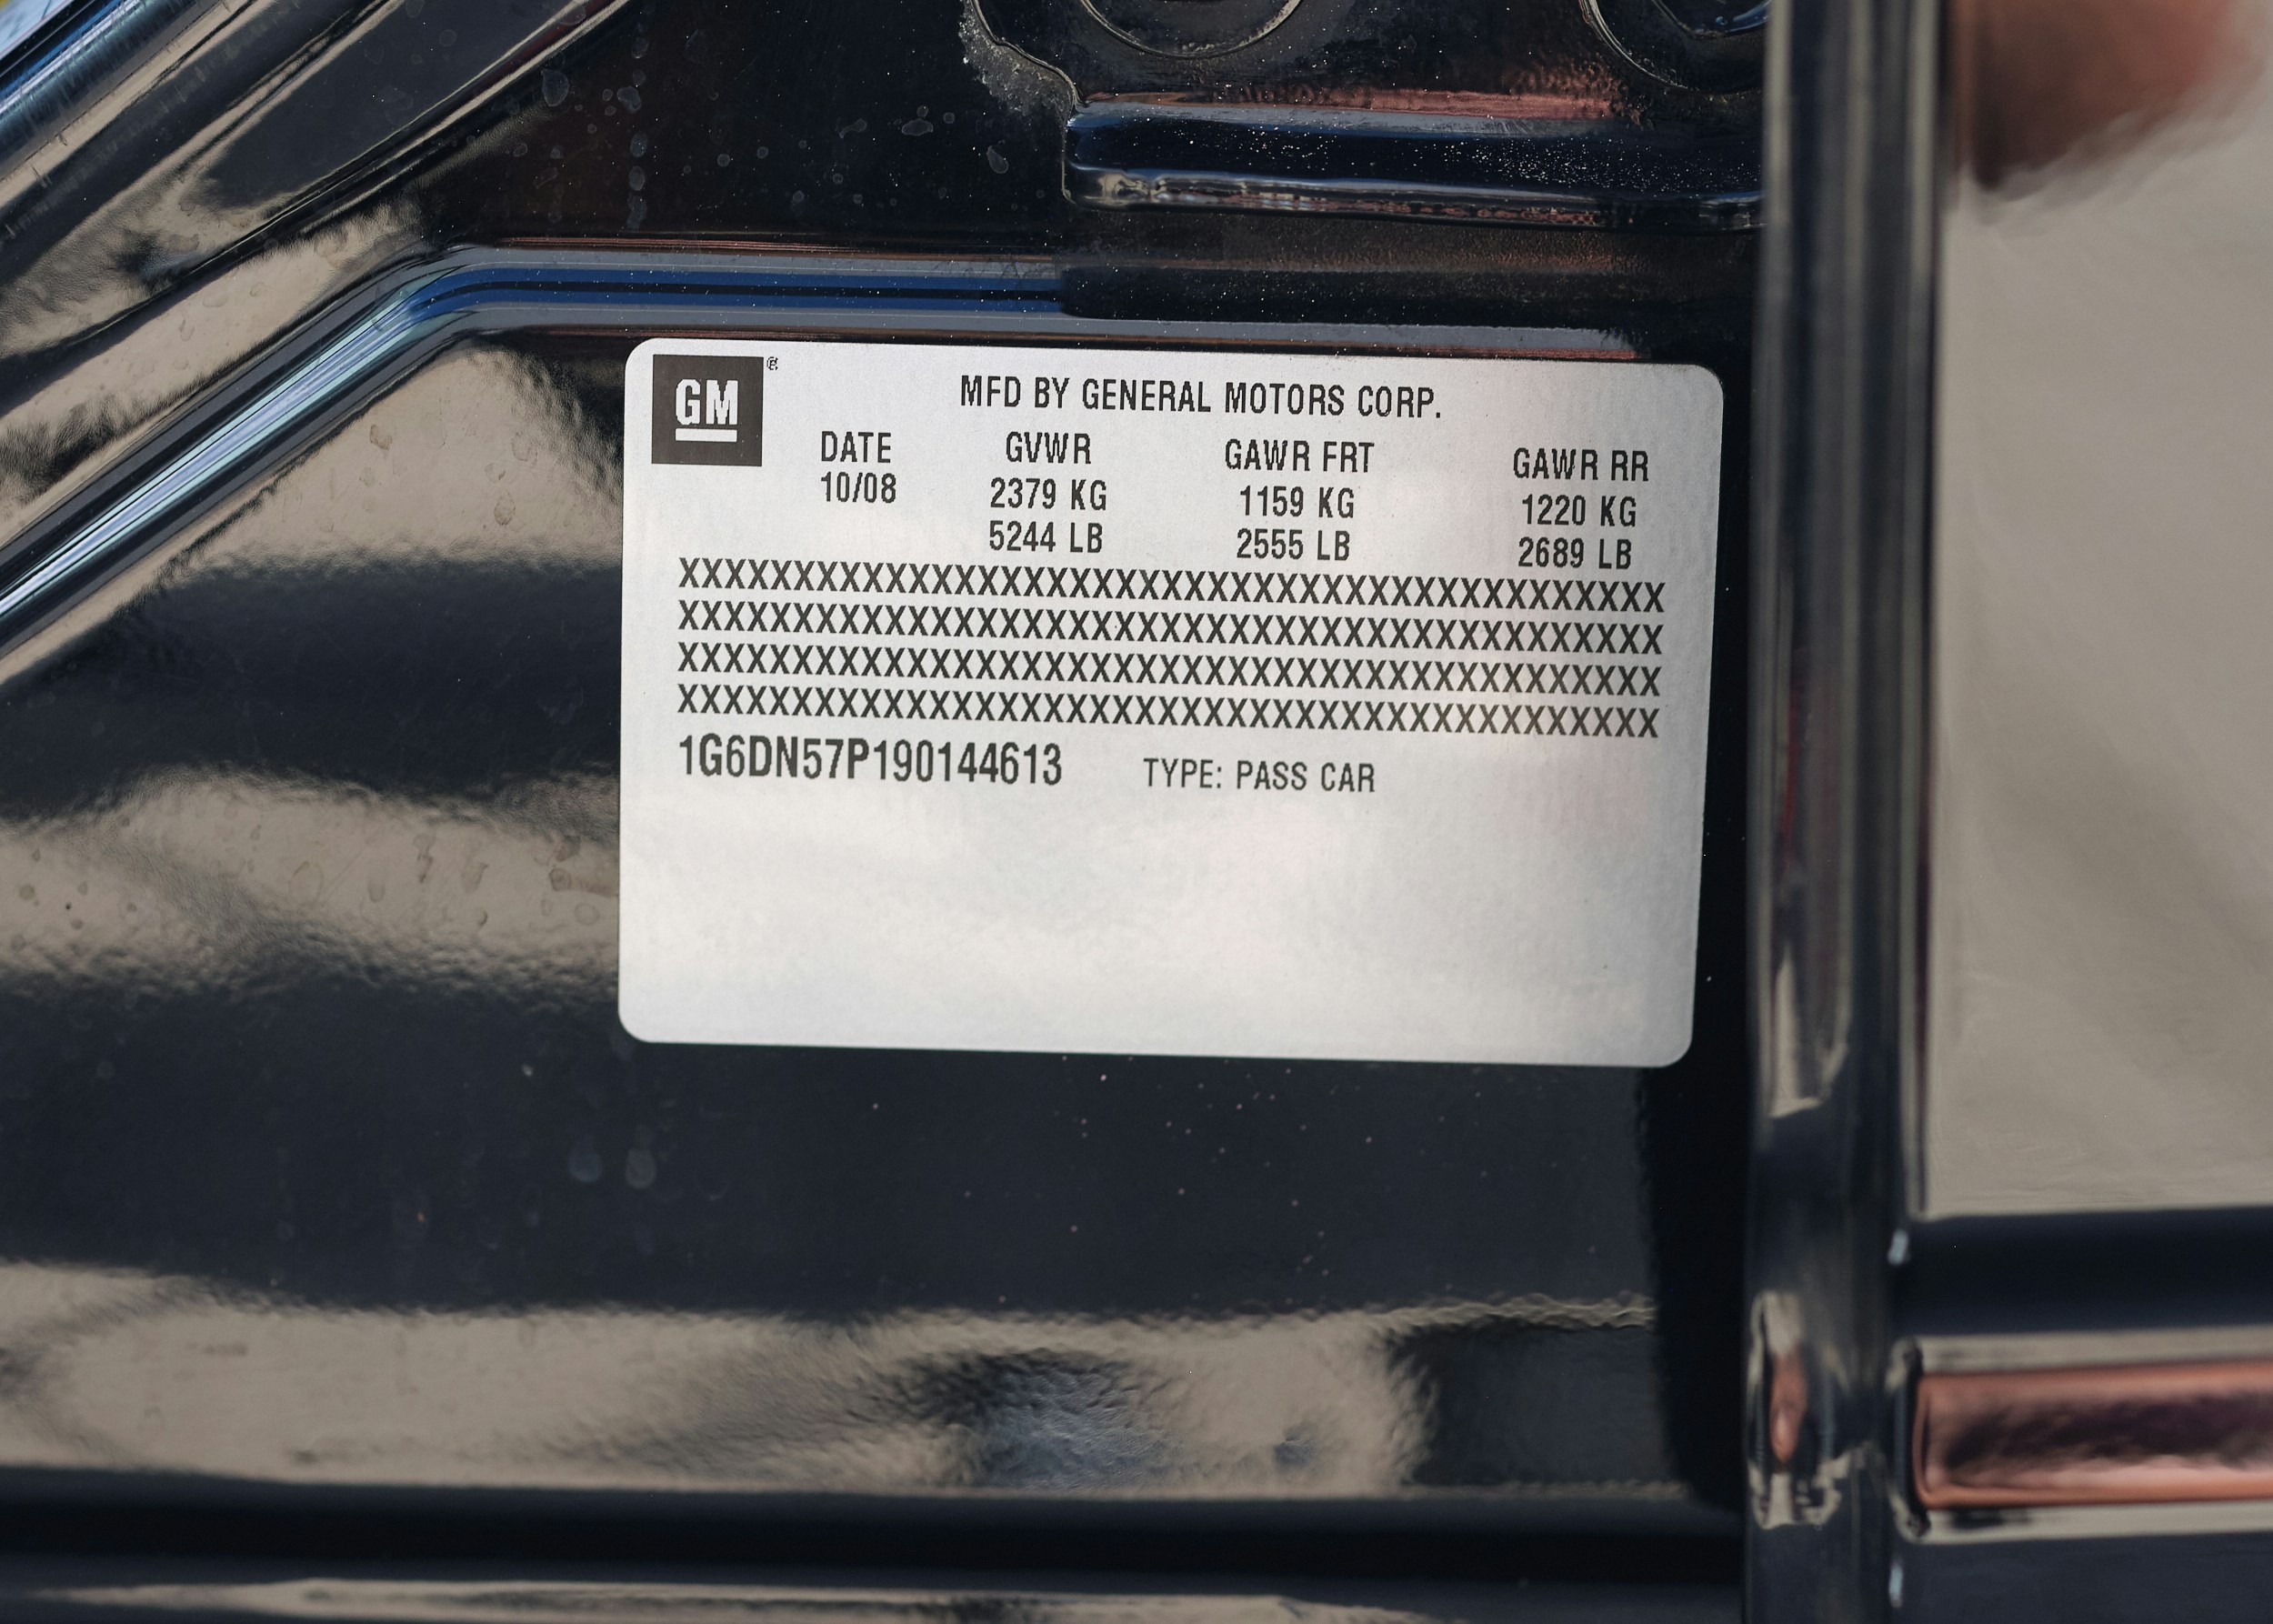 GM
®
MFD BY GENERAL MOTORS CORP.
DATE GVWR GAWR FRT GAWR RR
10/08 2379 KG 1159 KG 1220 KG
5244 LB 2555 LB 2689 LB
XXXXXXXXXXXXXXXXXXXXXXXXXXXXXXXXXXXXXXXXXX
XXXXXXXXXXXXXXXXXXXXXXXXXXXXXXXXXXXXXXXXXX
XXXXXXXXXXXXXXXXXXXXXXXXXXXXXXXXXXXXXXXXXX
XXXXXXXXXXXXXXXXXXXXXXXXXXXXXXXXXXXXXXXXXX
1G6DN57P190144613 TYPE: PASS CAR